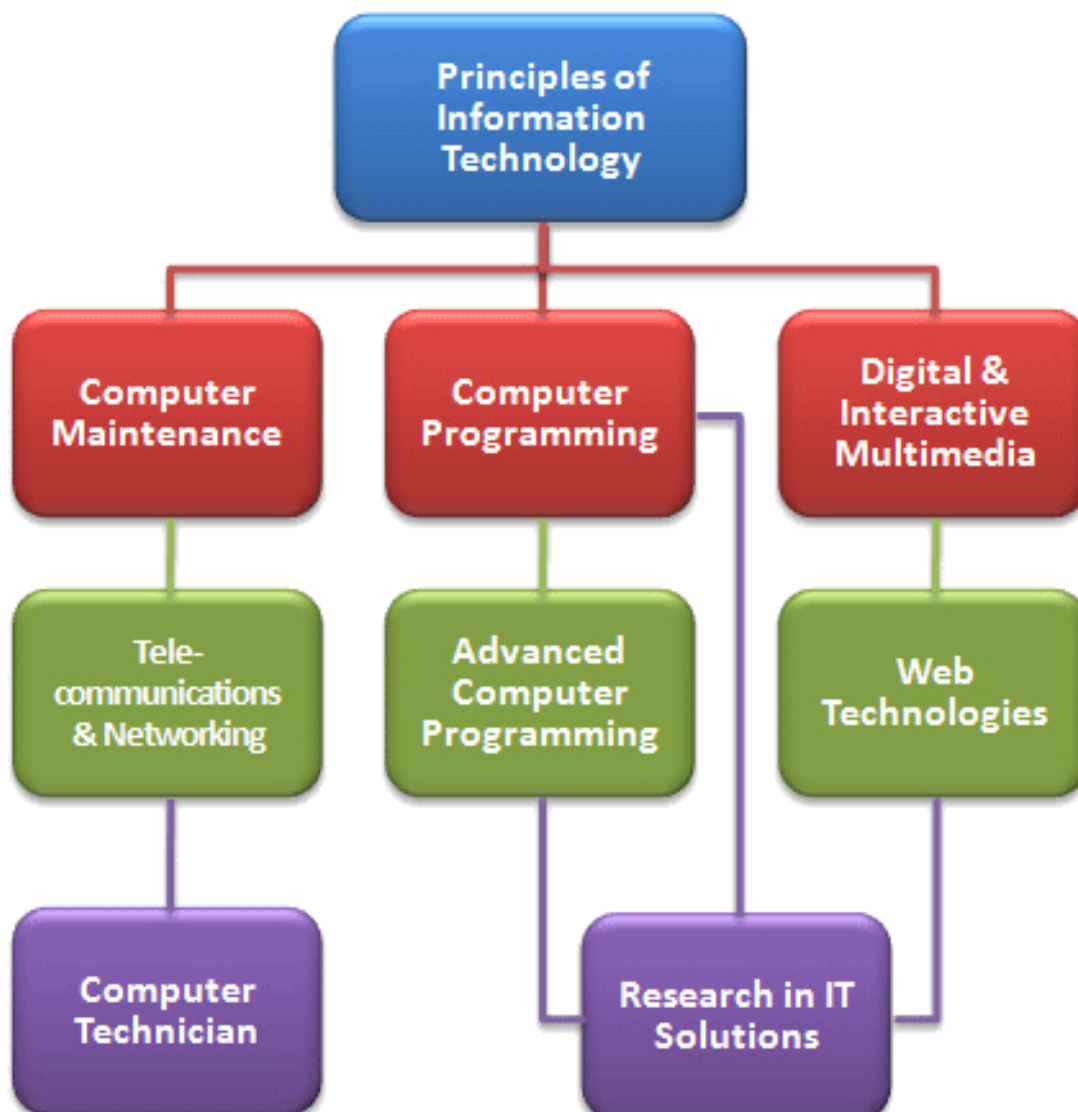 Principles of
Information
Technology
Computer
Maintenance
Computer
Programming
Digital &
Interactive
Multimedia
Tele-
communications
& Networking
Advanced
Computer
Programming
Web
Technologies
Computer
Technician
Research in IT
Solutions